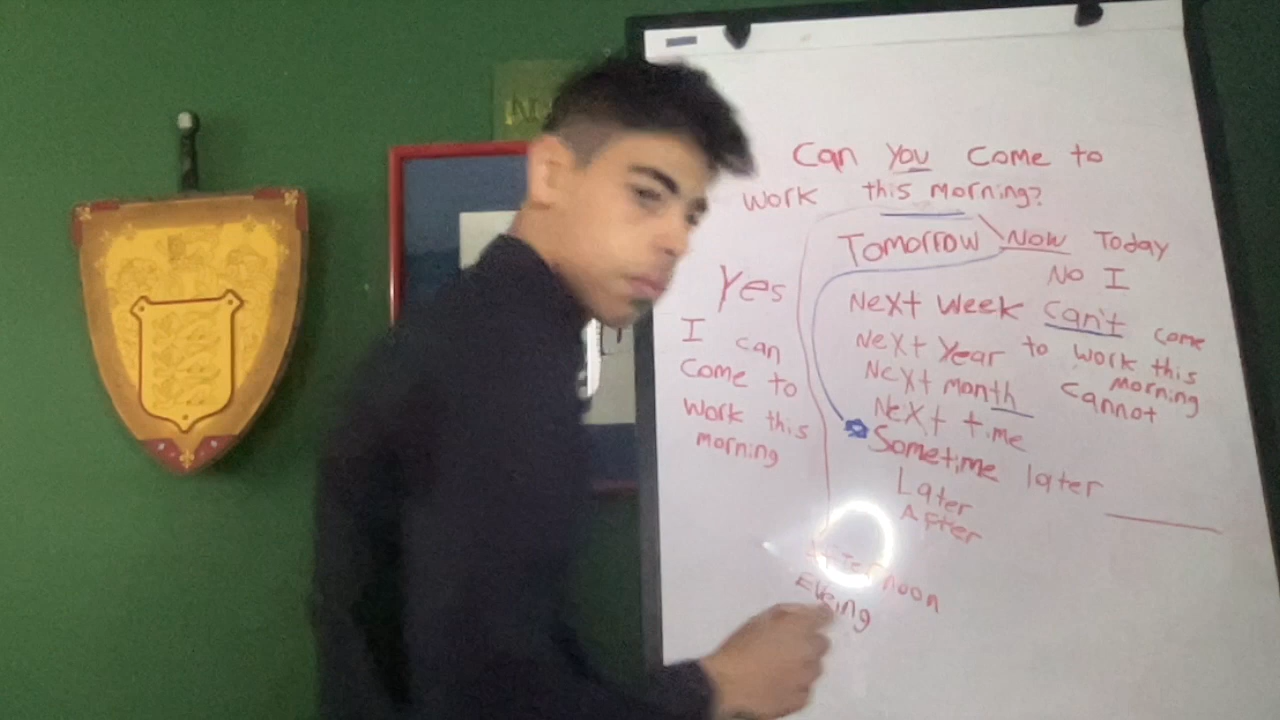 Can you come to
work this morning?
Tomorrow Now Today
Yes
I can
come to
work this
morning
No I
can't come
to work this
morning
cannot
Next week
Next Year
Next month
Next time
Sometime later
Later
After
Afternoon
Eveing